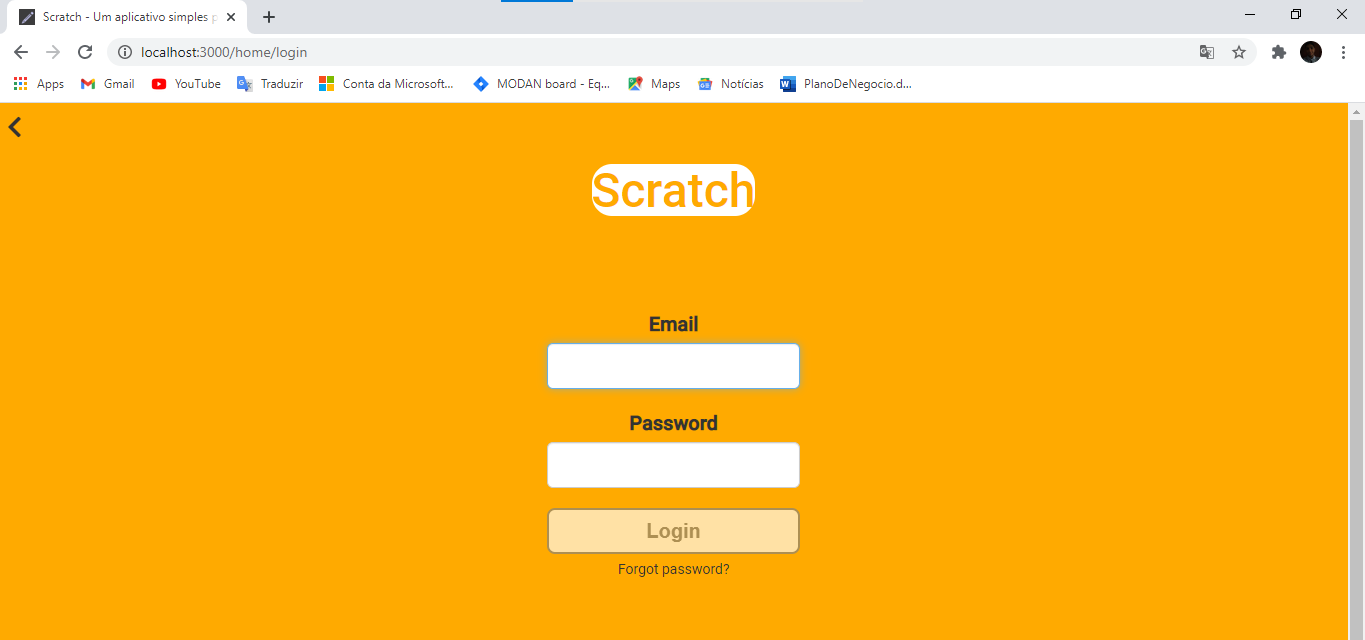 Scratch - Um aplicativo simples p
localhost:3000/home/login
Apps Gmail YouTube Traduzir Conta da Microsoft... MODAN board - Eq... Maps Notícias PlanoDeNegocio.d...
Scratch
Email
Password
Login
Forgot password?